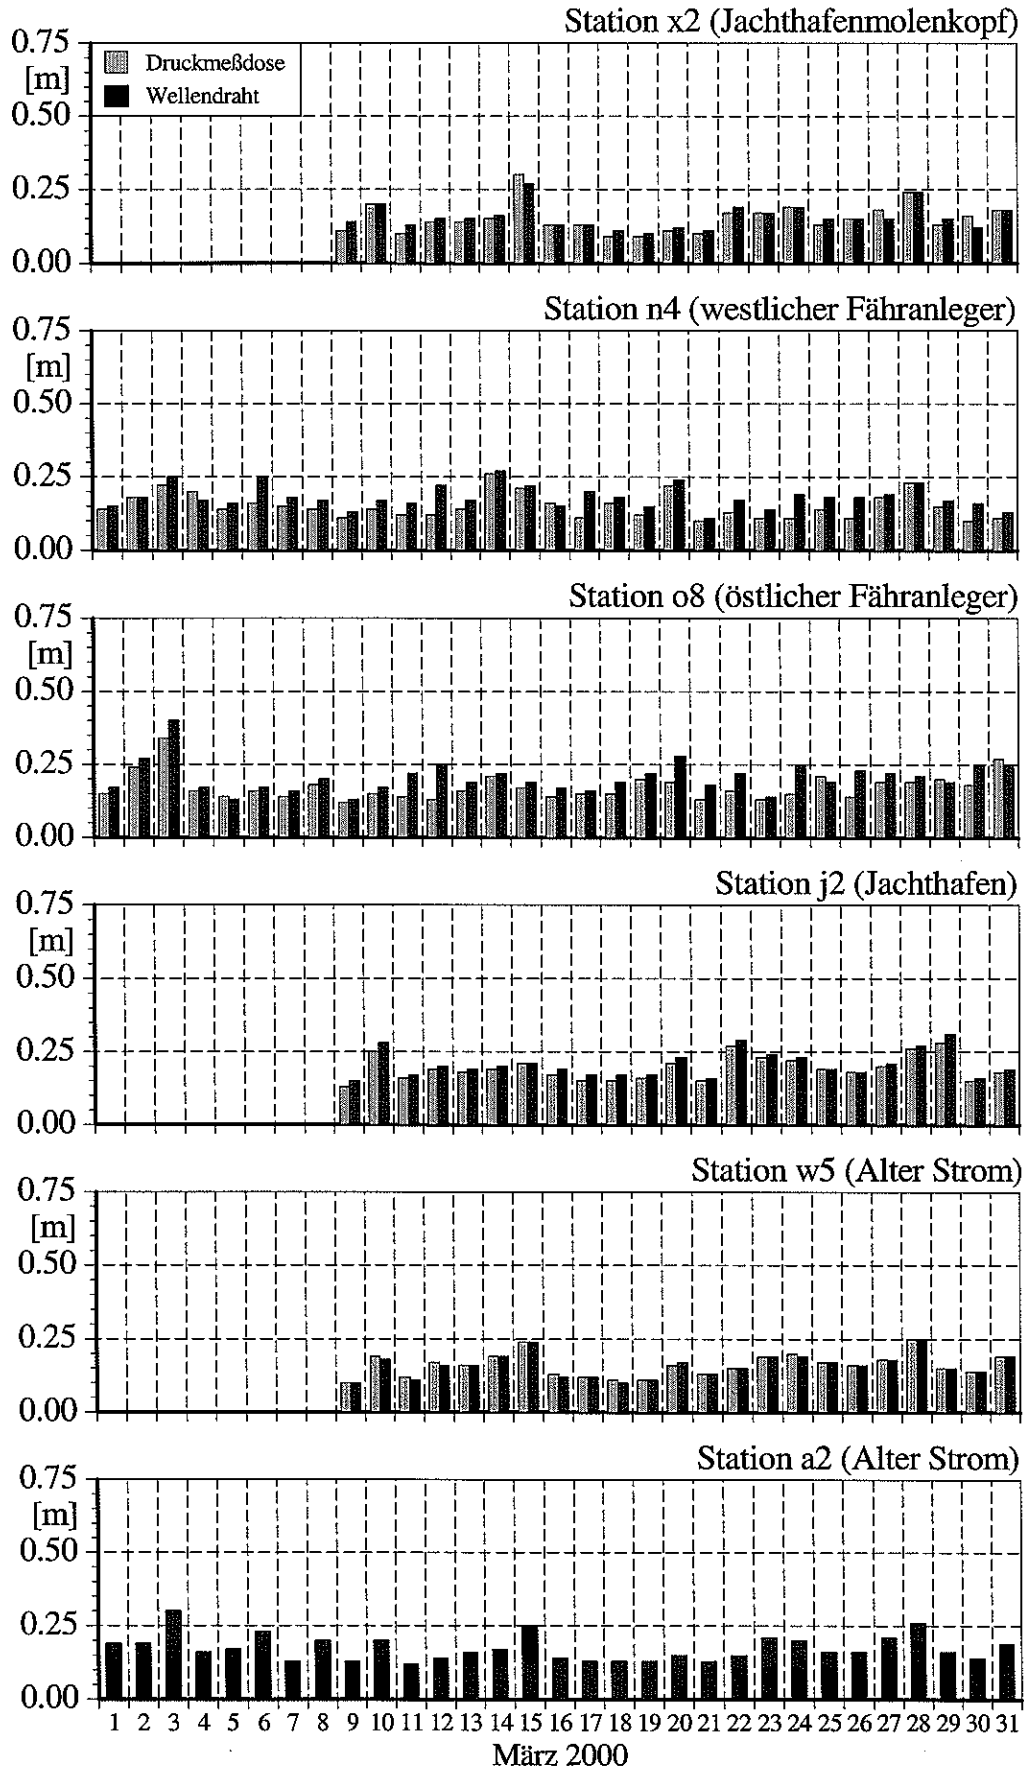 Station x2 (Jachthafenmolenkopf)
0.75
[m]
0.50
0.25
0.00
Druckmeßdose
Wellendraht
Station n4 (westlicher Fähranleger)
0.75
[m]
0.50
0.25
0.00
Station o8 (östlicher Fähranleger)
0.75
[m]
0.50
0.25
0.00
Station j2 (Jachthafen)
0.75
[m]
0.50
0.25
0.00
Station w5 (Alter Strom)
0.75
[m]
0.50
0.25
0.00
Station a2 (Alter Strom)
0.75
[m]
0.50
0.25
0.00
1 2 3 4 5 6 7 8 9 10 11 12 13 14 15 16 17 18 19 20 21 22 23 24 25 26 27 28 29 30 31
März 2000